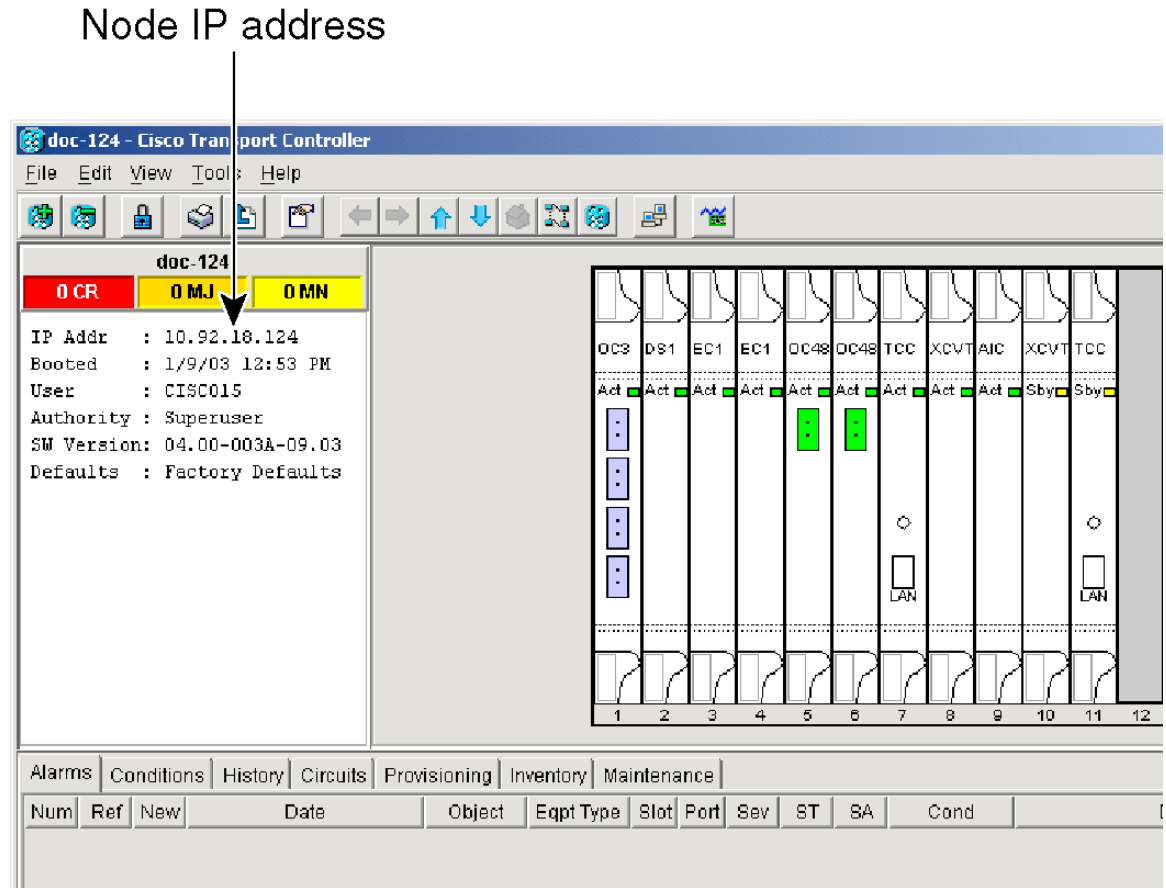 Node IP address
doc-124 - Cisco Transport Controller
File Edit View Tools Help
doc-124
0 CR 0 MJ 0 MN
IP Addr : 10.92.18.124
Booted : 1/9/03 12:53 PM
User : CISCO15
Authority : Superuser
SW Version: 04.00-003A-09.03
Defaults : Factory Defaults
OC3 DS1 EC1 EC1 OC48 OC48 TCC XCVT AIC XCVT TCC
Act Act Act Act Act Act Act Act Act Sby Sby
LAN LAN
1 2 3 4 5 6 7 8 9 10 11 12
Alarms Conditions History Circuits Provisioning Inventory Maintenance
Num Ref New Date Object Eqpt Type Slot Port Sev ST SA Cond